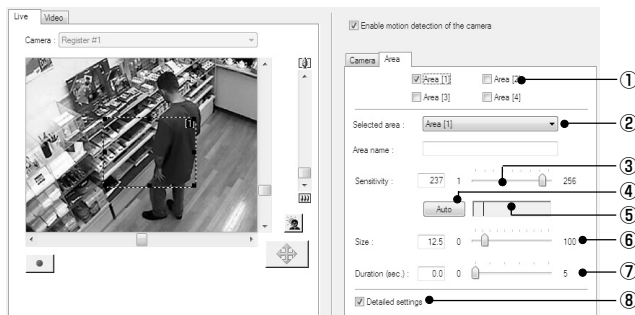 Live Video
Camera : Register #1
[1]
Enable motion detection of the camera
Camera Area
Area [1] Area [2] ①
Area [3] Area [4]
Selected area : Area [1] ②
Area name :
③
Sensitivity : 237 1 256
④
Auto ⑤
Size : 12.5 0 100 ⑥
Duration (sec.) : 0.0 0 5 ⑦
Detailed settings ⑧